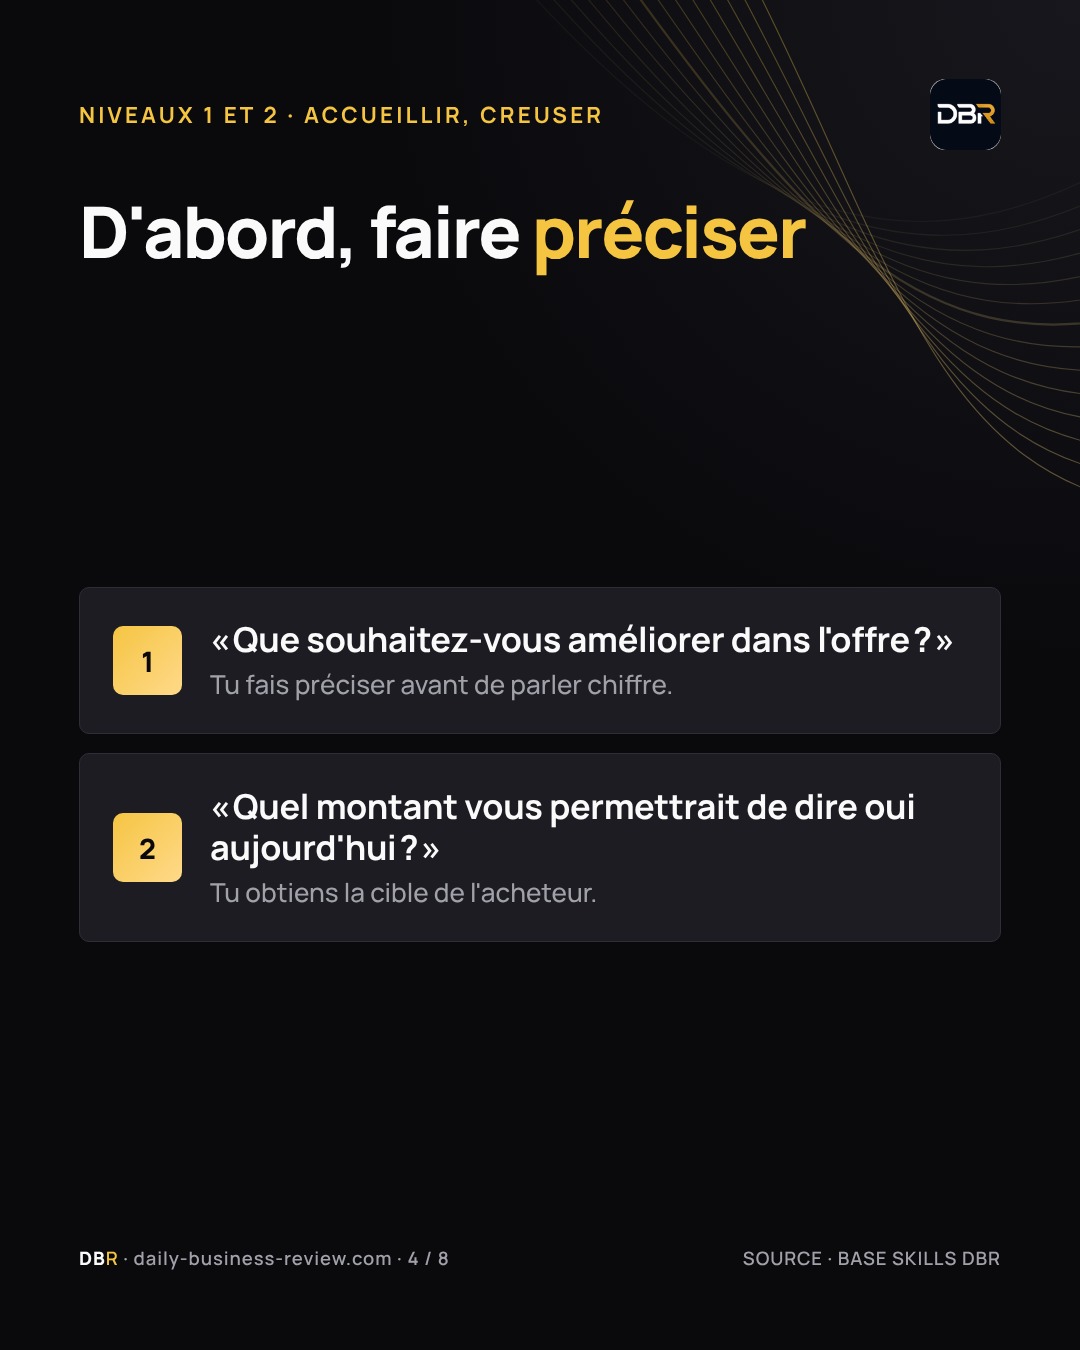 NIVEAUX 1 ET 2 · ACCUEILLIR, CREUSER
DBR
D'abord, faire préciser
1
«Que souhaitez-vous améliorer dans l'offre ?»
Tu fais préciser avant de parler chiffre.
2
«Quel montant vous permettrait de dire oui
aujourd'hui ?»
Tu obtiens la cible de l'acheteur.
DBR · daily-business-review.com · 4 / 8
SOURCE · BASE SKILLS DBR